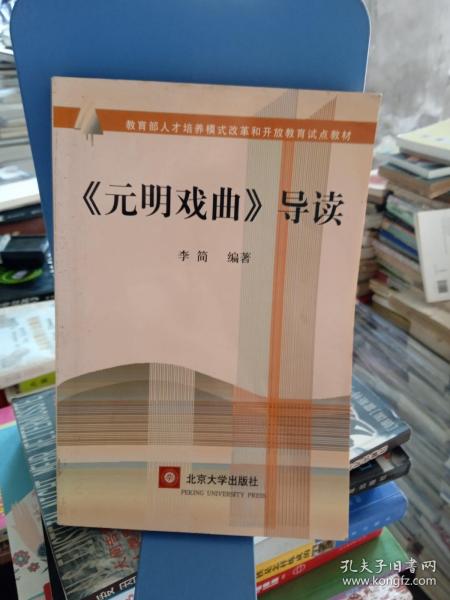 教育部人才培养模式改革和开放教育试点教材
《元明戏曲》导读
李简 编著
北京大学出版社
PEKING UNIVERSITY PRESS
孔夫子旧书网
www.kongfz.com